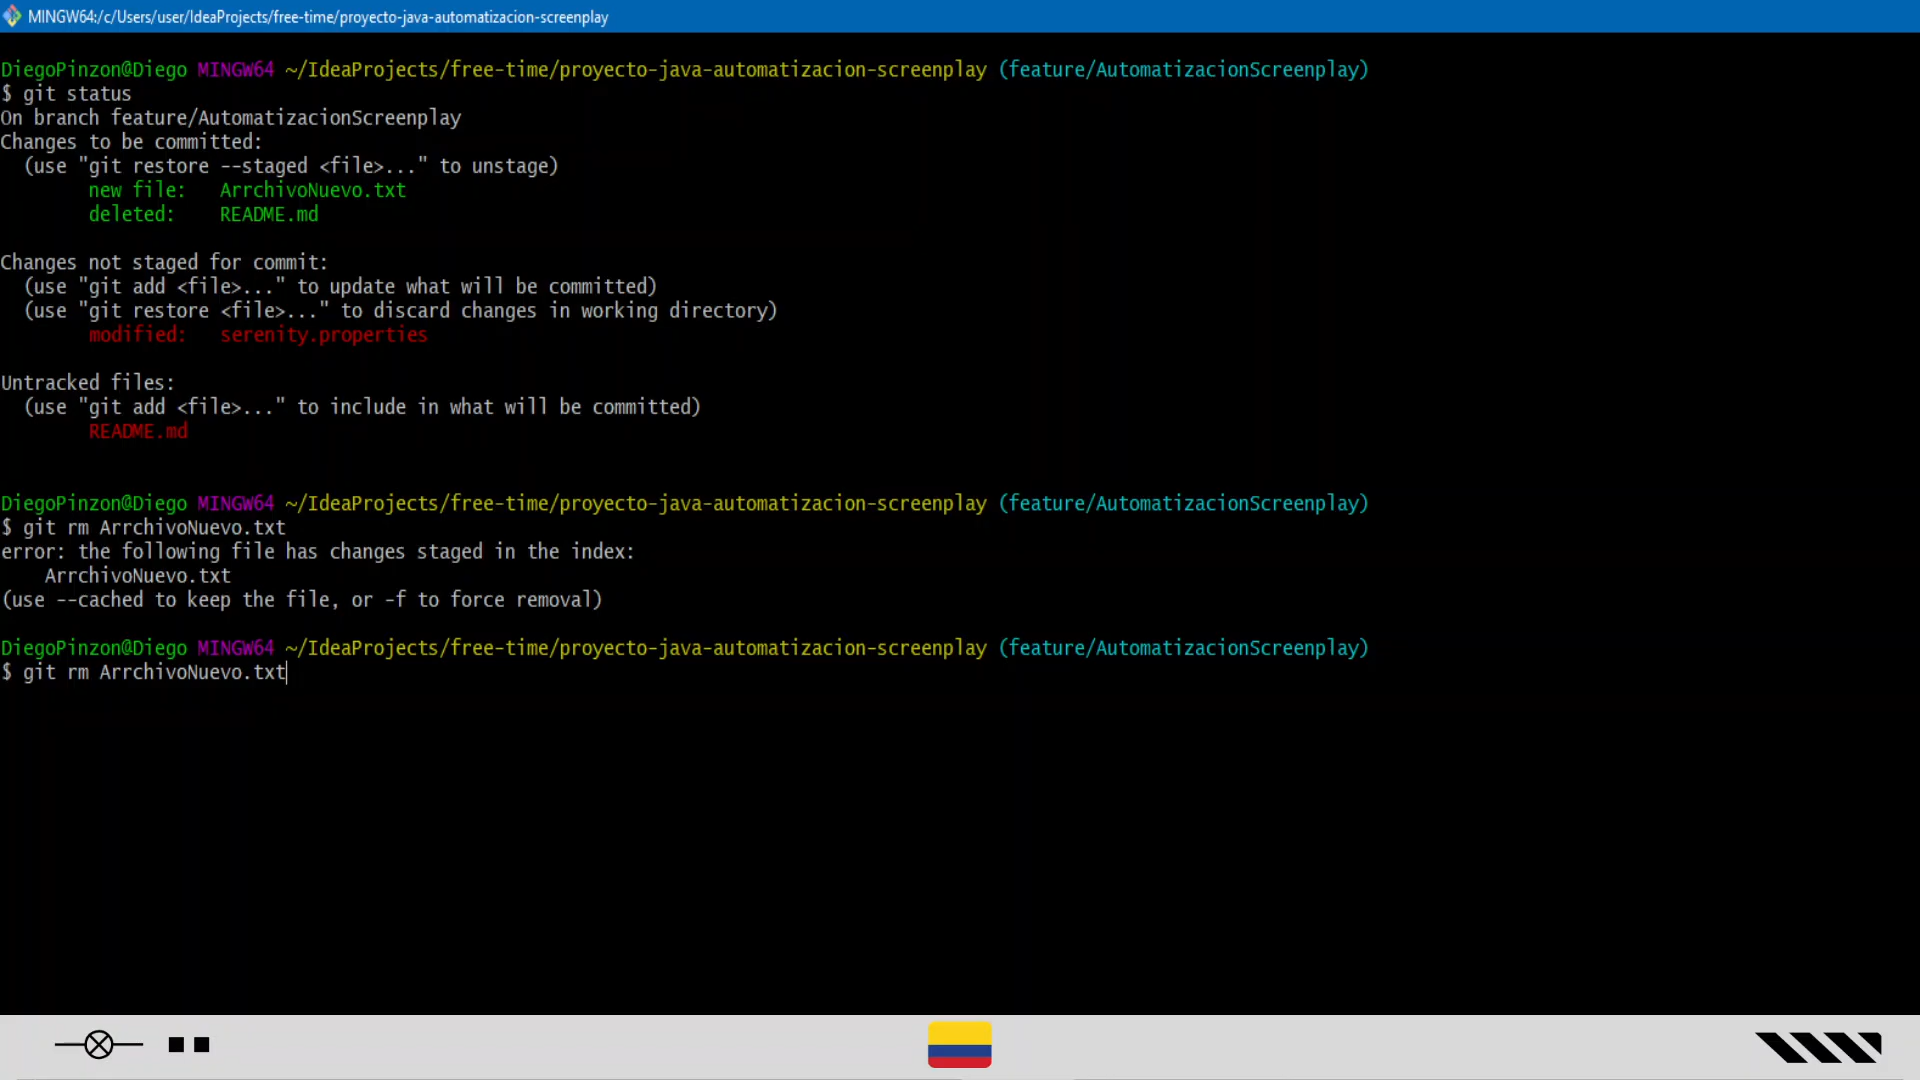 MINGW64:/c/Users/user/IdeaProjects/free-time/proyecto-java-automatizacion-screenplay
DiegoPinzon@Diego MINGW64 ~/IdeaProjects/free-time/proyecto-java-automatizacion-screenplay (feature/AutomatizacionScreenplay)
$ git status
On branch feature/AutomatizacionScreenplay
Changes to be committed:
  (use "git restore --staged <file>..." to unstage)
        new file:   ArrchivoNuevo.txt
        deleted:    README.md
Changes not staged for commit:
  (use "git add <file>..." to update what will be committed)
  (use "git restore <file>..." to discard changes in working directory)
        modified:   serenity.properties
Untracked files:
  (use "git add <file>..." to include in what will be committed)
        README.md
DiegoPinzon@Diego MINGW64 ~/IdeaProjects/free-time/proyecto-java-automatizacion-screenplay (feature/AutomatizacionScreenplay)
$ git rm ArrchivoNuevo.txt
error: the following file has changes staged in the index:
    ArrchivoNuevo.txt
(use --cached to keep the file, or -f to force removal)
DiegoPinzon@Diego MINGW64 ~/IdeaProjects/free-time/proyecto-java-automatizacion-screenplay (feature/AutomatizacionScreenplay)
$ git rm ArrchivoNuevo.txt